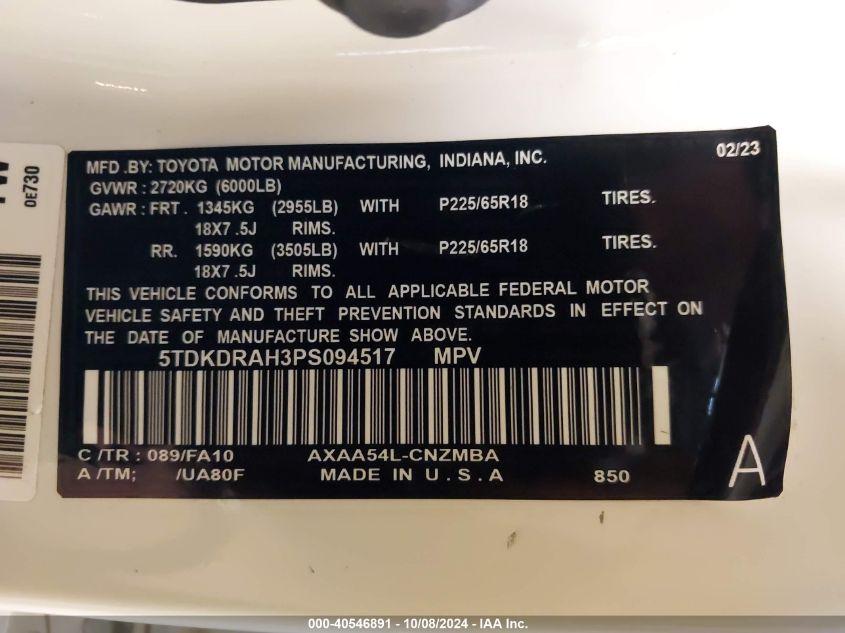 MFD .BY: TOYOTA MOTOR MANUFACTURING, INDIANA, INC. 02/23
GVWR : 2720KG (6000LB)
GAWR : FRT . 1345KG (2955LB) WITH P225/65R18 TIRES.
18X7 .5J RIMS.
RR. 1590KG (3505LB) WITH P225/65R18 TIRES.
18X7 .5J RIMS.
THIS VEHICLE CONFORMS TO ALL APPLICABLE FEDERAL MOTOR
VEHICLE SAFETY AND THEFT PREVENTION STANDARDS IN EFFECT ON
THE DATE OF MANUFACTURE SHOW ABOVE.
5TDKDRAH3PS094517 MPV
C /TR : 089/FA10 AXAA54L-CNZMBA
A /TM; /UA80F MADE IN U . S . A 850
A
0E730
000-40546891 - 10/08/2024 - IAA Inc.